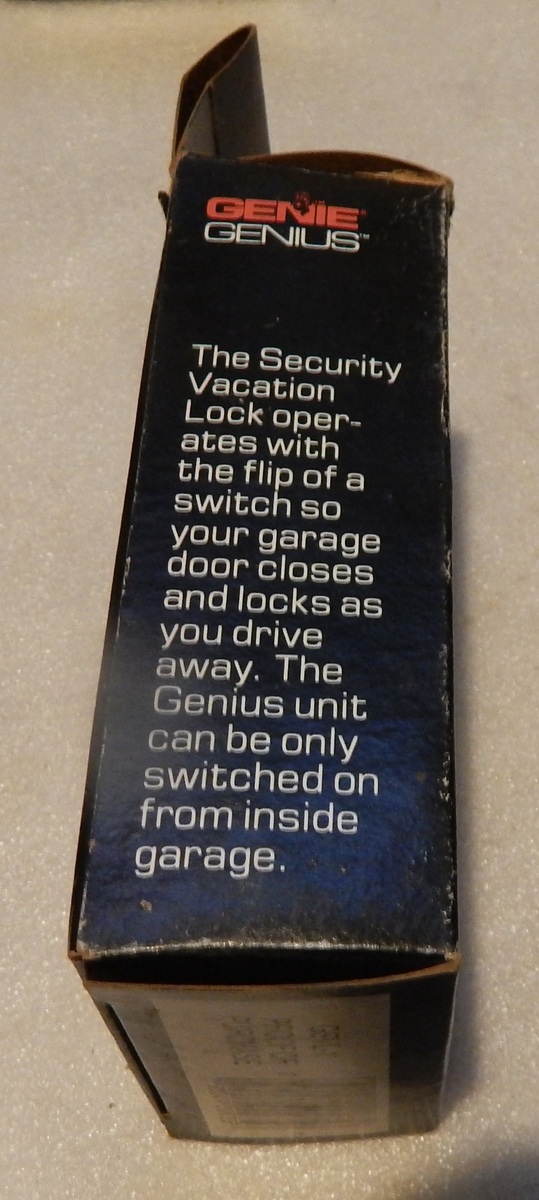 GENIE®
GENIUS™
The Security
Vacation
Lock oper-
ates with
the flip of a
switch so
your garage
door closes
and locks as
you drive
away. The
Genius unit
can be only
switched on
from inside
garage.